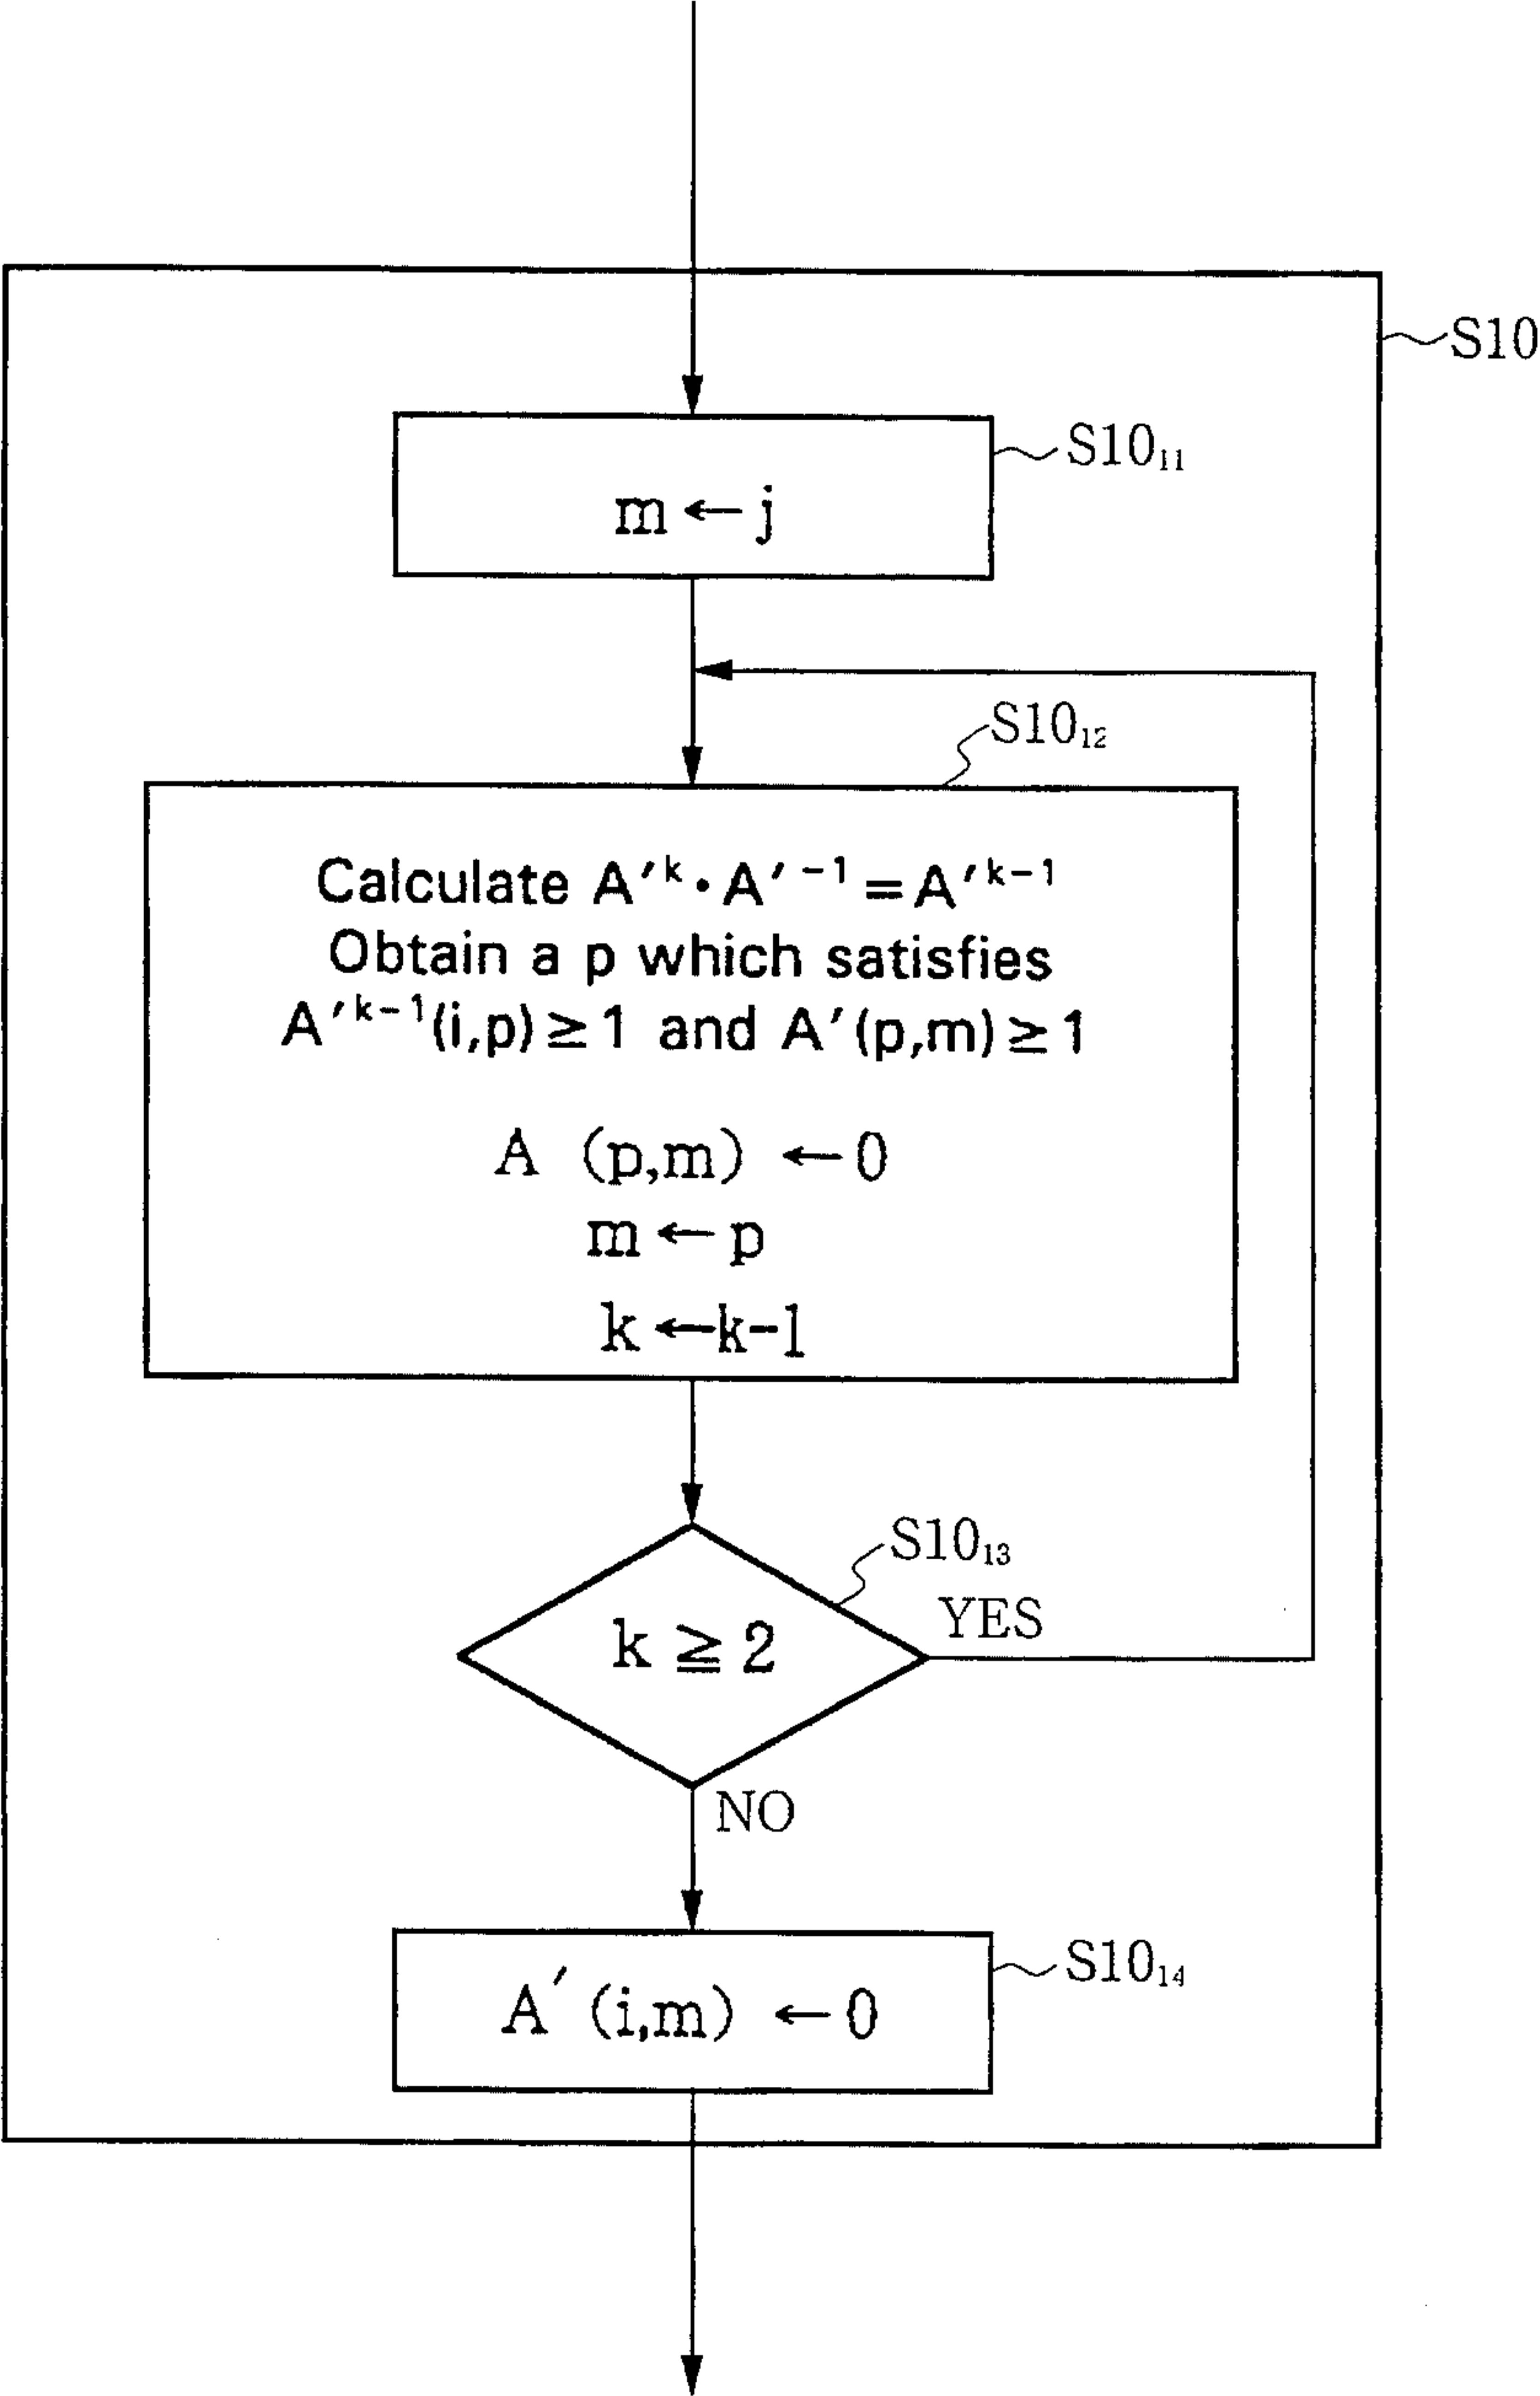 S10
S10₁₁
m ← j
S10₁₂
Calculate A′ᵏ · A′⁻¹ = A′ᵏ⁻¹
Obtain a p which satisfies
A′ᵏ⁻¹(i,p) ≥ 1 and A′(p,m) ≥ 1
A (p,m) ← 0
m ← p
k ← k-1
S10₁₃
k ≧ 2
YES
NO
S10₁₄
A′(i,m) ← 0